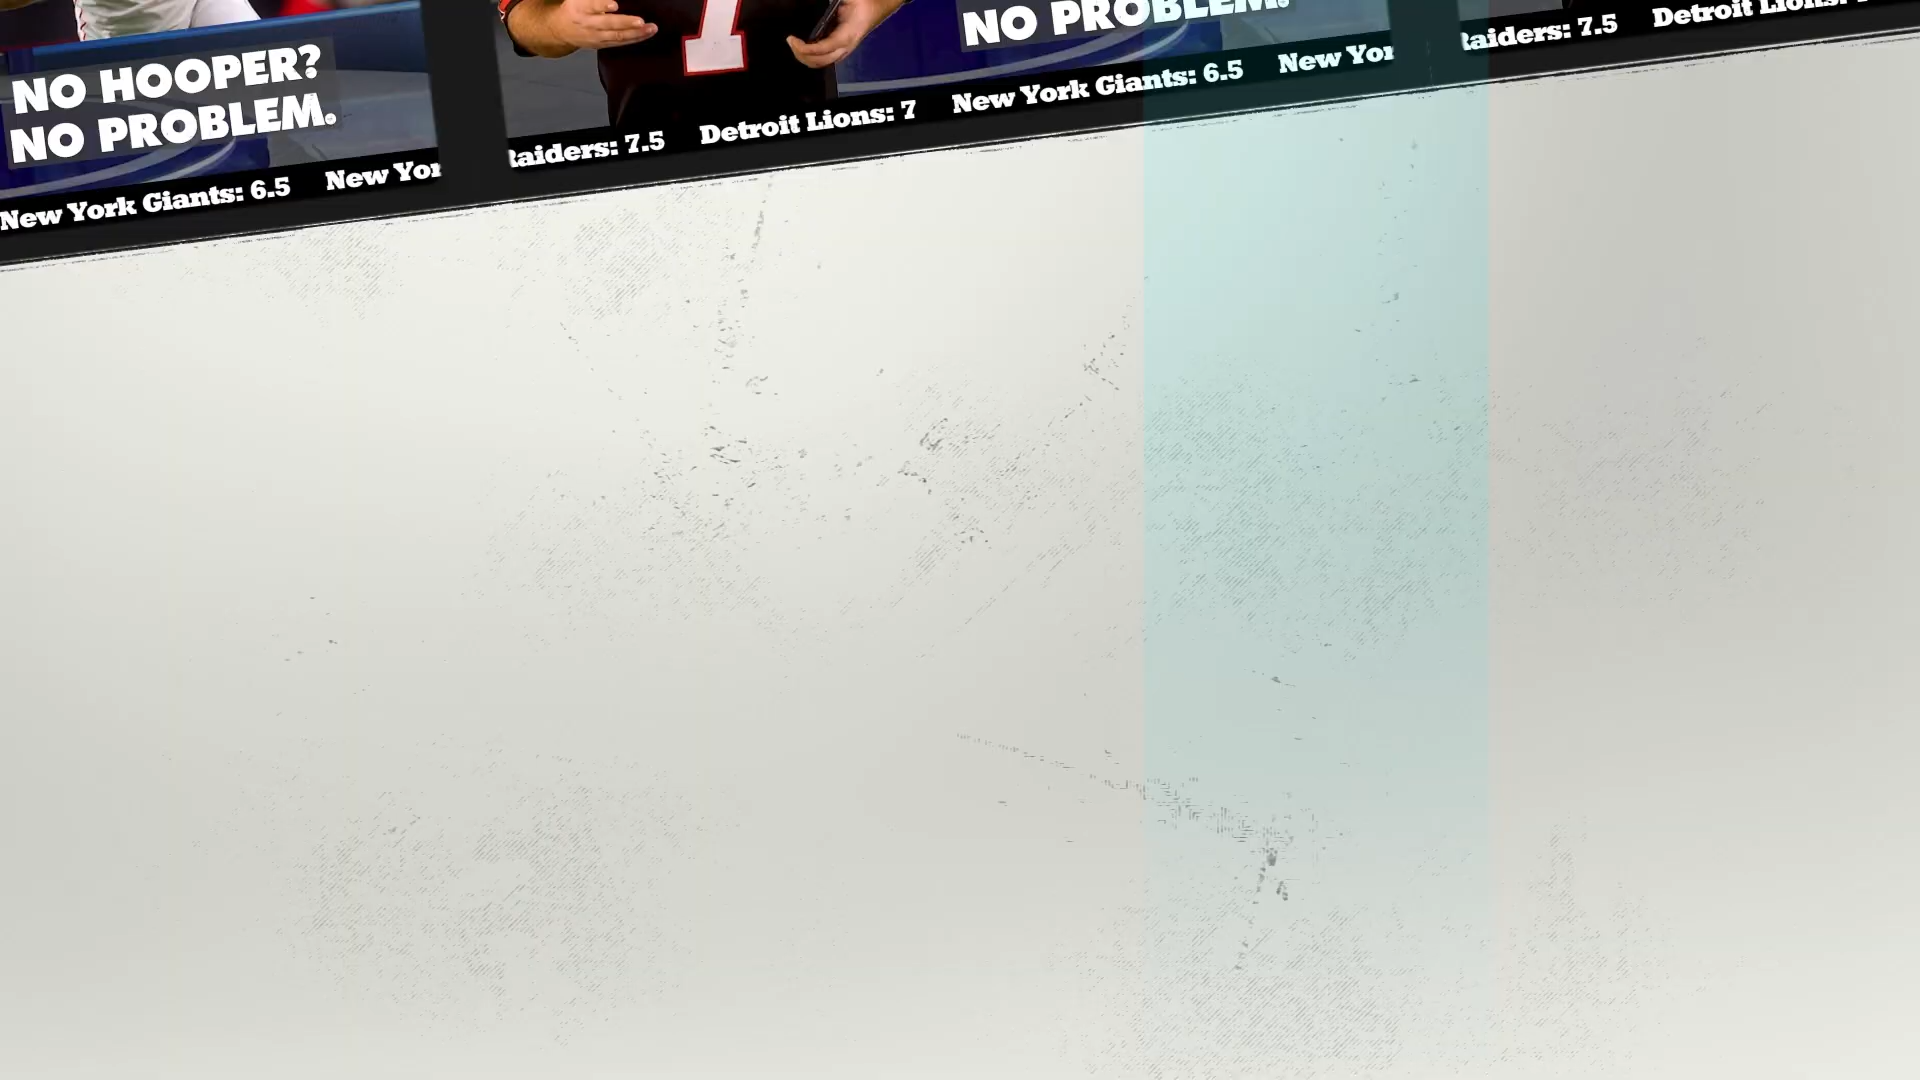 NO HOOPER?
NO PROBLEM.
New York Giants: 6.5 New Yor
1
Raiders: 7.5 Detroit Lions: 7 New York Giants: 6.5 New Yor
NO PROBLEM.
Raiders: 7.5 Detroit Lions: